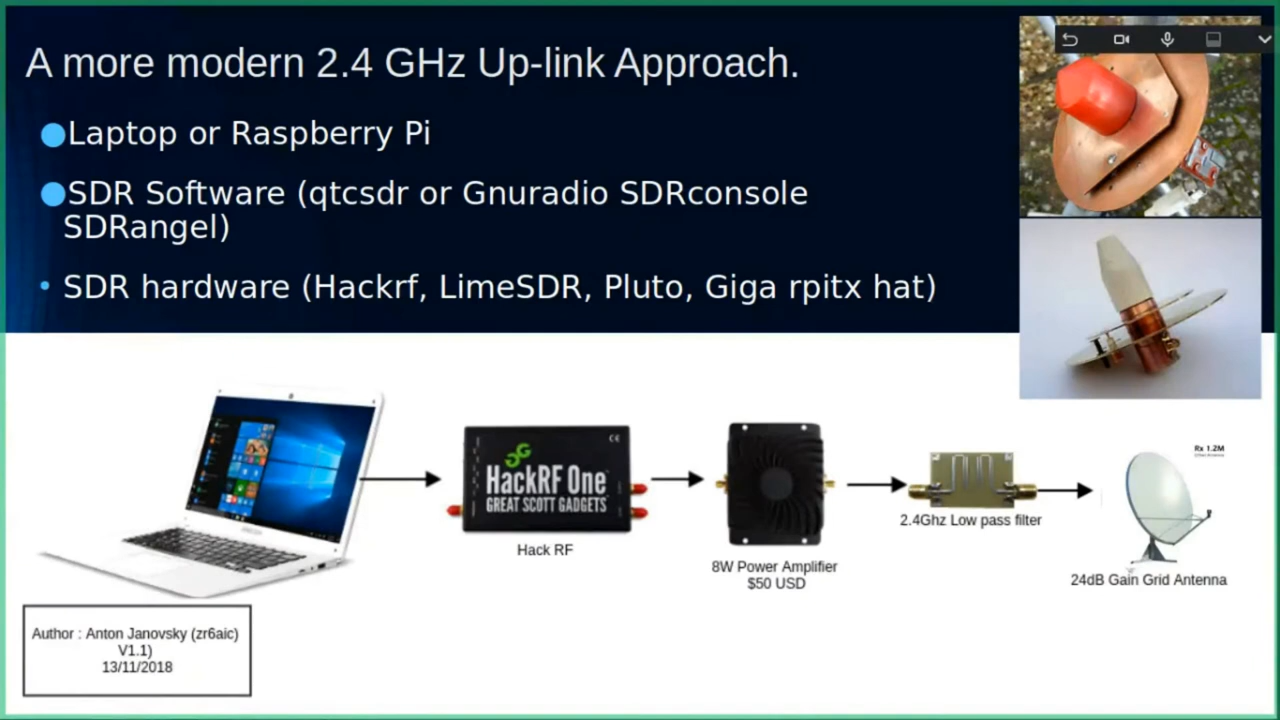 A more modern 2.4 GHz Up-link Approach.
●Laptop or Raspberry Pi
●SDR Software (qtcsdr or Gnuradio SDRconsole
SDRangel)
• SDR hardware (Hackrf, LimeSDR, Pluto, Giga rpitx hat)
HackRF One
GREAT SCOTT GADGETS
CE
Hack RF
8W Power Amplifier
$50 USD
2.4Ghz Low pass filter
Rx 1.2M
24dB Gain Grid Antenna
Author : Anton Janovsky (zr6aic)
V1.1)
13/11/2018